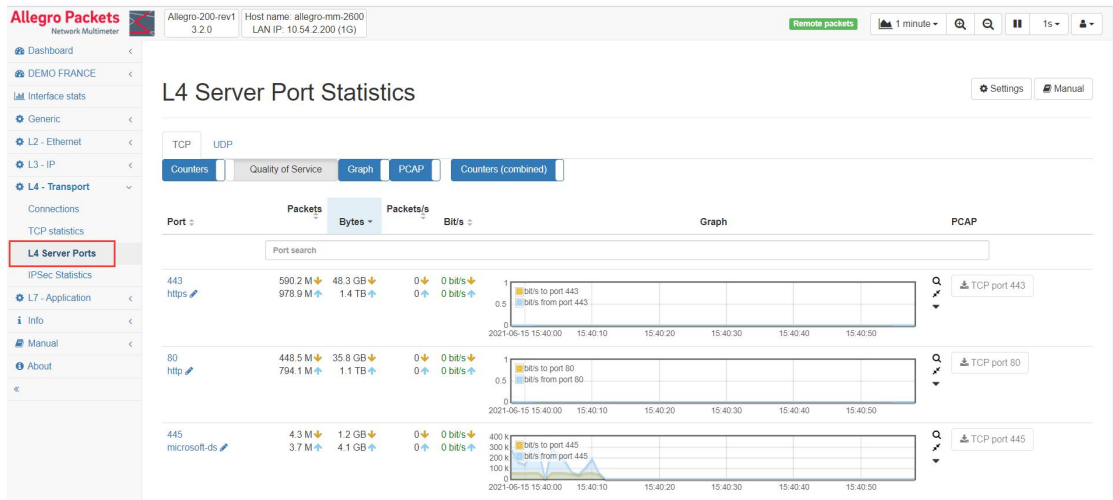 Allegro Packets
Network Multimeter
Allegro-200-rev1
3.2.0
Host name: allegro-mm-2600
LAN IP: 10.54.2.200 (1G)
Remote packets
1 minute
1s
Dashboard
DEMO FRANCE
Interface stats
Generic
L2 - Ethernet
L3 - IP
L4 - Transport
Connections
TCP statistics
L4 Server Ports
IPSec Statistics
L7 - Application
Info
Manual
About
«
L4 Server Port Statistics
Settings
Manual
TCP UDP
Counters Quality of Service Graph PCAP Counters (combined)
Port Packets Bytes Packets/s Bit/s Graph PCAP
Port search
443 590.2 M 48.3 GB 0 0 bit/s
https 978.9 M 1.4 TB 0 0 bit/s
1
0.5
0
bit/s to port 443
bit/s from port 443
2021-06-15 15:40:00 15:40:10 15:40:20 15:40:30 15:40:40 15:40:50
TCP port 443
80 448.5 M 35.8 GB 0 0 bit/s
http 794.1 M 1.1 TB 0 0 bit/s
1
0.5
0
bit/s to port 80
bit/s from port 80
2021-06-15 15:40:00 15:40:10 15:40:20 15:40:30 15:40:40 15:40:50
TCP port 80
445 4.3 M 1.2 GB 0 0 bit/s
microsoft-ds 3.7 M 4.1 GB 0 0 bit/s
400 k
300 k
200 k
100 k
0
bit/s to port 445
bit/s from port 445
2021-06-15 15:40:00 15:40:10 15:40:20 15:40:30 15:40:40 15:40:50
TCP port 445